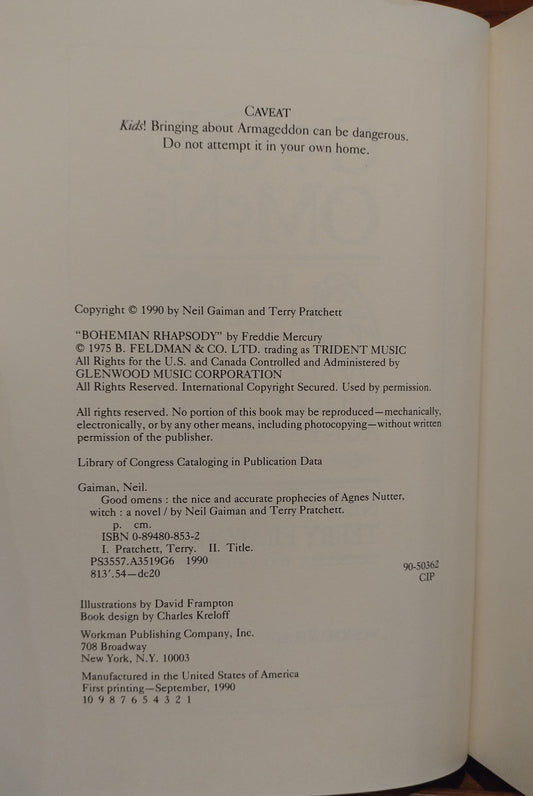 CAVEAT
Kids! Bringing about Armageddon can be dangerous.
Do not attempt it in your own home.
Copyright © 1990 by Neil Gaiman and Terry Pratchett
"BOHEMIAN RHAPSODY" by Freddie Mercury
© 1975 B. FELDMAN & CO. LTD. trading as TRIDENT MUSIC
All Rights for the U.S. and Canada Controlled and Administered by
GLENWOOD MUSIC CORPORATION
All Rights Reserved. International Copyright Secured. Used by permission.
All rights reserved. No portion of this book may be reproduced—mechanically,
electronically, or by any other means, including photocopying—without written
permission of the publisher.
Library of Congress Cataloging in Publication Data
Gaiman, Neil.
Good omens : the nice and accurate prophecies of Agnes Nutter,
witch : a novel / by Neil Gaiman and Terry Pratchett.
p. cm.
ISBN 0-89480-853-2
I. Pratchett, Terry. II. Title.
PS3557.A3519G6 1990
813'.54—dc20
90-50362
CIP
Illustrations by David Frampton
Book design by Charles Kreloff
Workman Publishing Company, Inc.
708 Broadway
New York, N.Y. 10003
Manufactured in the United States of America
First printing—September, 1990
10 9 8 7 6 5 4 3 2 1